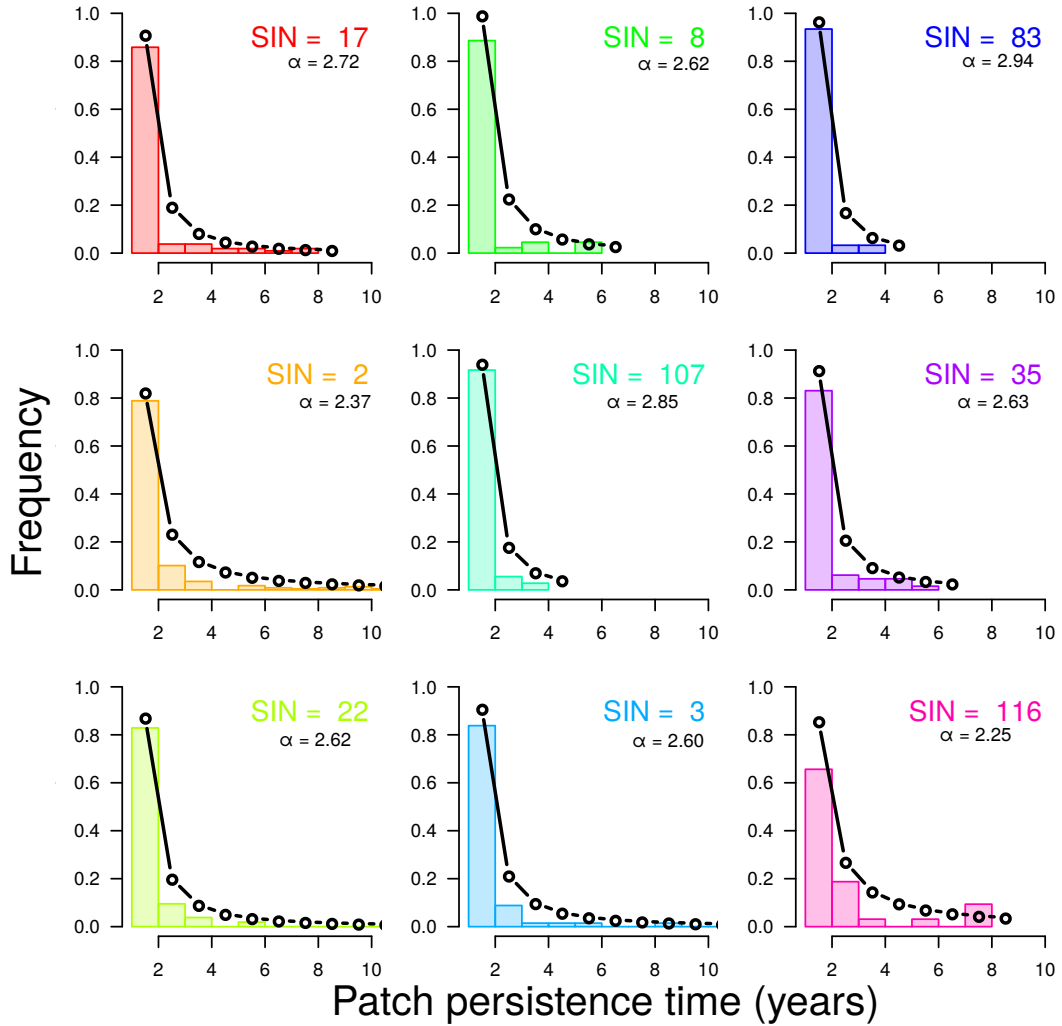 SIN = 17
α = 2.72
1.0
0.8
0.6
0.4
0.2
0.0
2 4 6 8 10
SIN = 8
α = 2.62
1.0
0.8
0.6
0.4
0.2
0.0
2 4 6 8 10
SIN = 83
α = 2.94
1.0
0.8
0.6
0.4
0.2
0.0
2 4 6 8 10
Frequency
SIN = 2
α = 2.37
1.0
0.8
0.6
0.4
0.2
0.0
2 4 6 8 10
SIN = 107
α = 2.85
1.0
0.8
0.6
0.4
0.2
0.0
2 4 6 8 10
SIN = 35
α = 2.63
1.0
0.8
0.6
0.4
0.2
0.0
2 4 6 8 10
SIN = 22
α = 2.62
1.0
0.8
0.6
0.4
0.2
0.0
2 4 6 8 10
SIN = 3
α = 2.60
1.0
0.8
0.6
0.4
0.2
0.0
2 4 6 8 10
SIN = 116
α = 2.25
1.0
0.8
0.6
0.4
0.2
0.0
2 4 6 8 10
Patch persistence time (years)